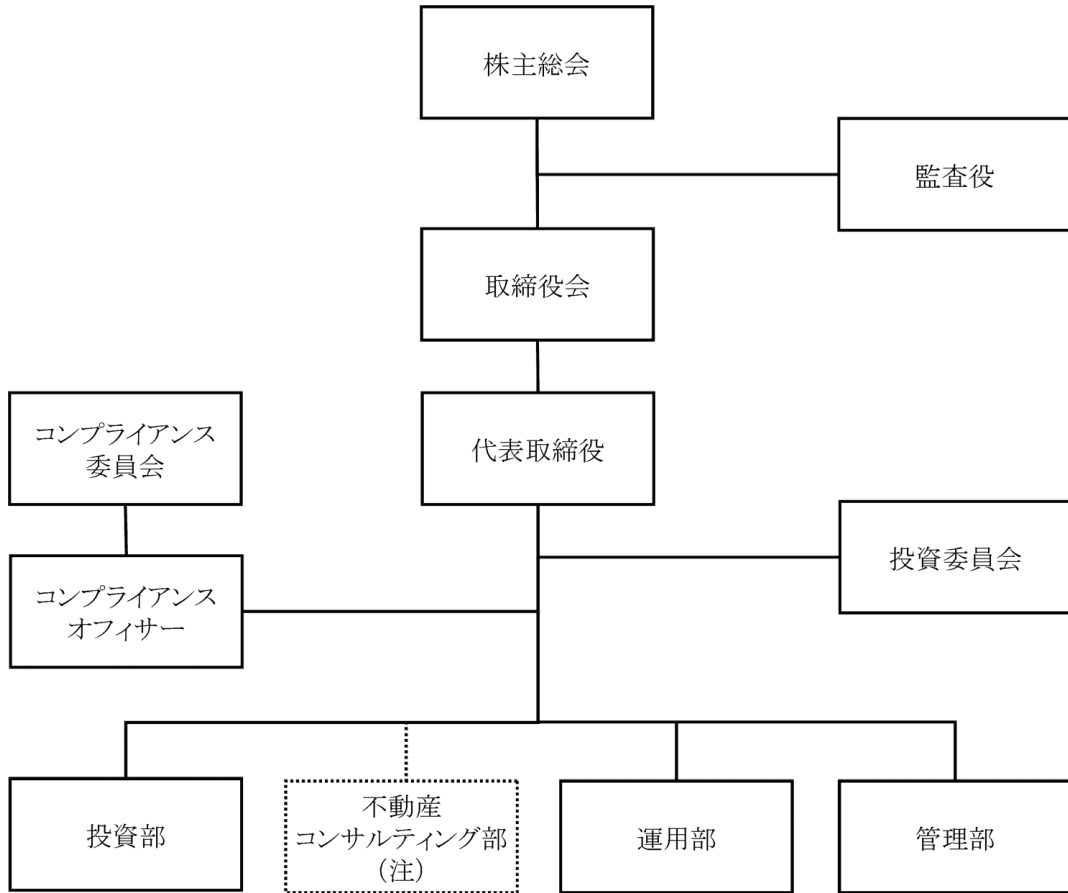 株主総会
監査役
取締役会
コンプライアンス
委員会
代表取締役
投資委員会
コンプライアンス
オフィサー
投資部
不動産
コンサルティング部
（注）
運用部
管理部